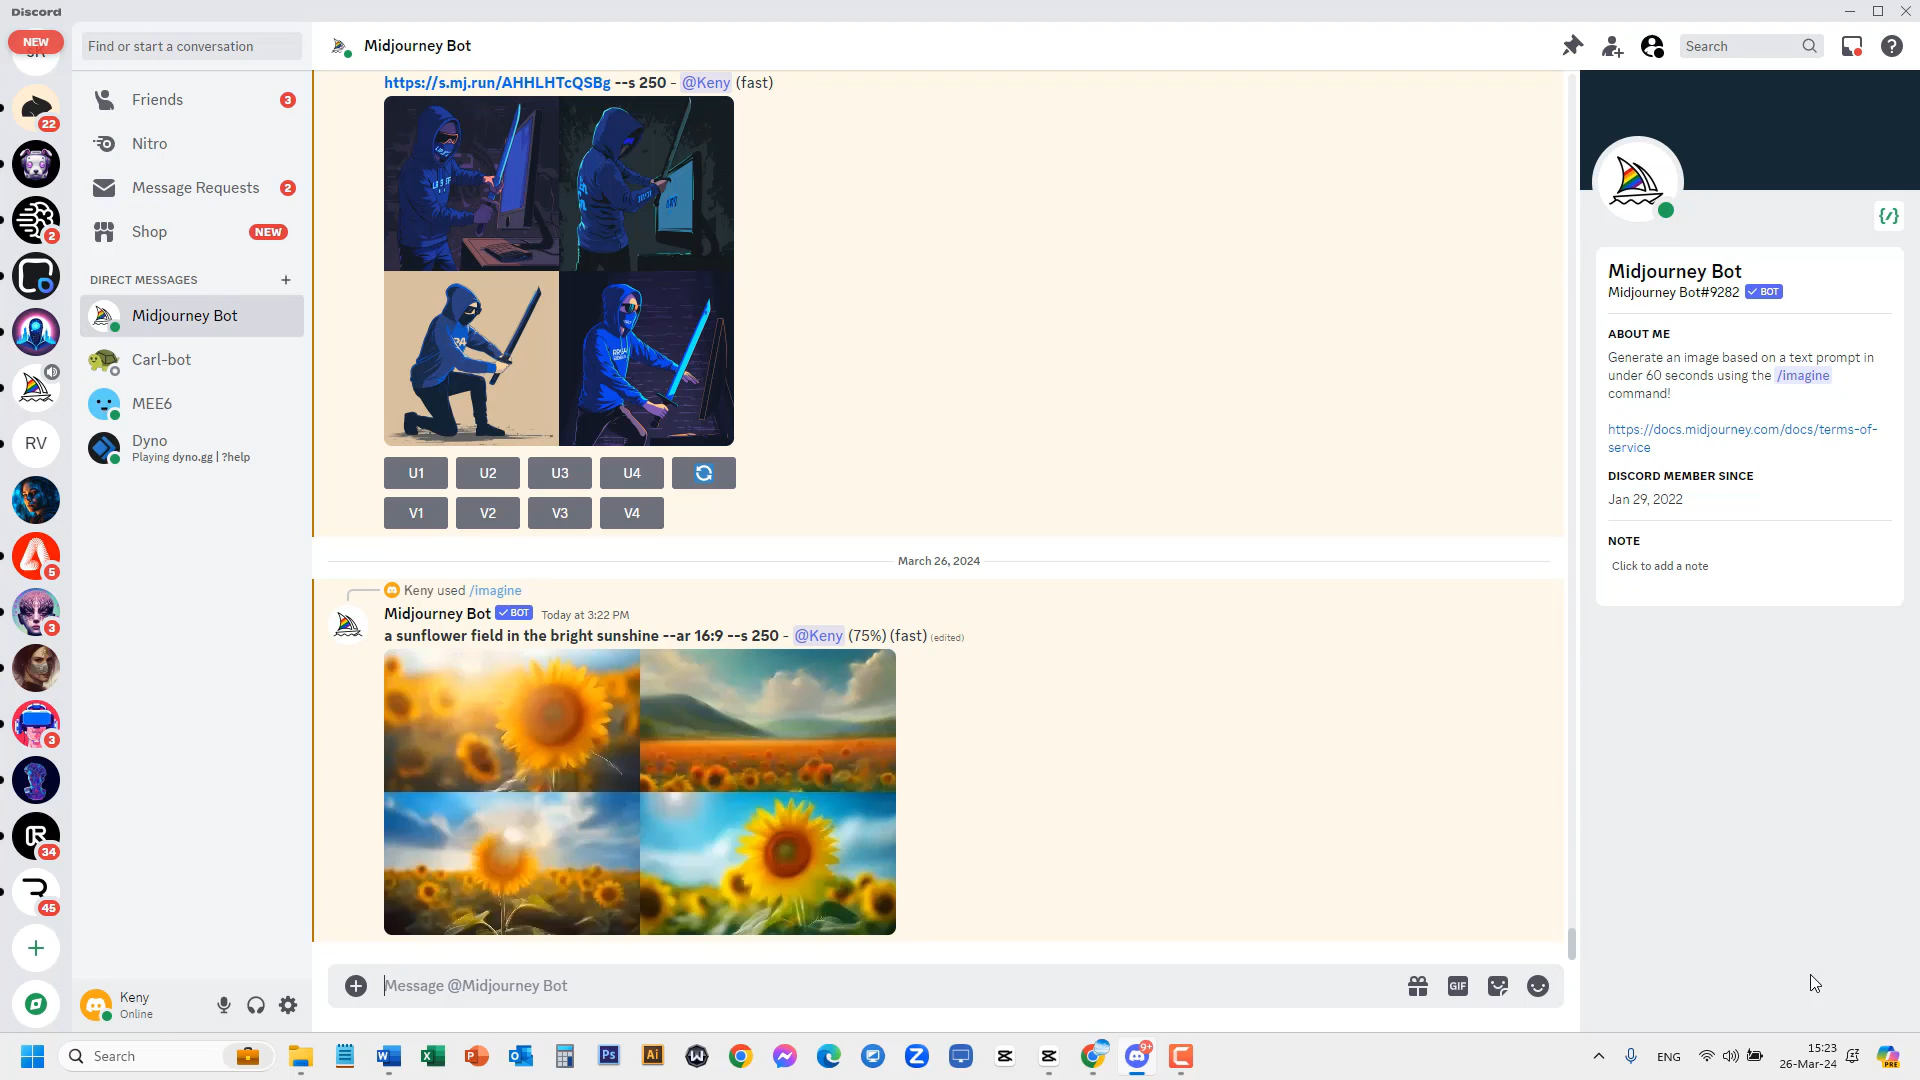 Discord
NEW
Find or start a conversation
Midjourney Bot
Search
22
2
RV
5
3
3
34
45
Friends
3
Nitro
Message Requests
2
Shop
NEW
DIRECT MESSAGES
Midjourney Bot
Carl-bot
MEE6
Dyno
Playing dyno.gg | ?help
Keny
Online
https://s.mj.run/AHHLHTcQSBg --s 250 - @Keny (fast)
U1 U2 U3 U4
V1 V2 V3 V4
March 26, 2024
Keny used /imagine
Midjourney Bot BOT Today at 3:22 PM
a sunflower field in the bright sunshine --ar 16:9 --s 250 - @Keny (75%) (fast) (edited)
Message @Midjourney Bot
GIF
Midjourney Bot
Midjourney Bot#9282 BOT
ABOUT ME
Generate an image based on a text prompt in
under 60 seconds using the /imagine
command!
https://docs.midjourney.com/docs/terms-of-
service
DISCORD MEMBER SINCE
Jan 29, 2022
NOTE
Click to add a note
Search
Ps
Ai
9+
ENG
15:23
26-Mar-24
PRE